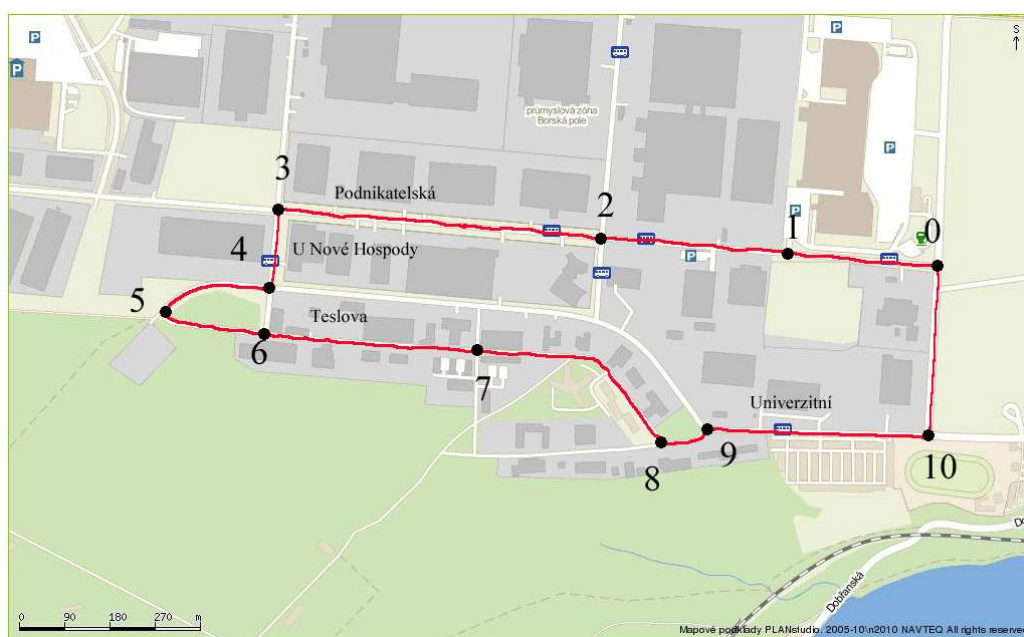 P
P
P
S
průmyslová zóna
Borská pole
P
3
Podnikatelská
2
P
1
0
4
U Nové Hospody
P
5
Teslova
6
7
Univerzitní
8
9
10
Dobřanská
0 90 180 270 m
Mapové podklady PLANstudio, 2005-10\n2010 NAVTEQ All rights reserved